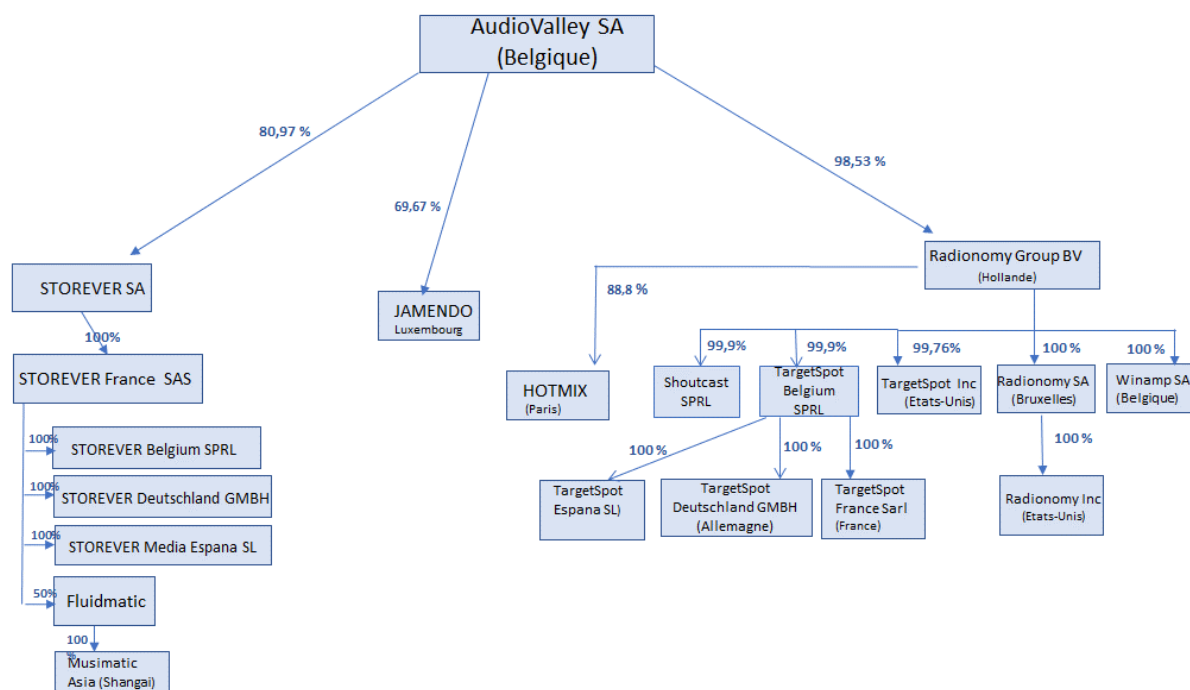 AudioValley SA
(Belgique)
80,97 %
69,67 %
98,53 %
STOREVER SA
JAMENDO
Luxembourg
Radionomy Group BV
(Hollande)
88,8 %
100%
STOREVER France SAS
HOTMIX
(Paris)
99,9%
Shoutcast
SPRL
99,9%
TargetSpot
Belgium
SPRL
99,76%
TargetSpot Inc
(Etats-Unis)
100 %
Radionomy SA
(Bruxelles)
100 %
Winamp SA
(Belgique)
100%
STOREVER Belgium SPRL
100%
STOREVER Deutschland GMBH
100%
STOREVER Media Espana SL
50%
Fluidmatic
100
%
Musimatic
Asia (Shangai)
100 %
TargetSpot
Espana SL)
100 %
TargetSpot
Deutschland GMBH
(Allemagne)
100 %
TargetSpot
France Sarl
(France)
100 %
Radionomy Inc
(Etats-Unis)